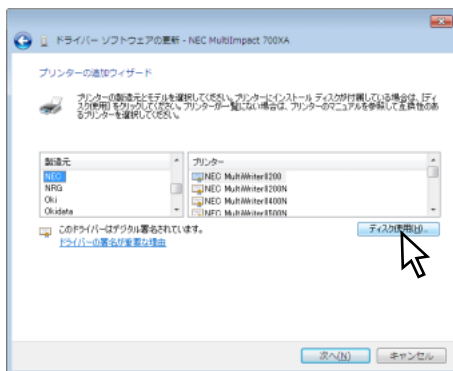 ドライバー ソフトウェアの更新 - NEC MultiImpact 700XA
プリンターの追加ウィザード
プリンターの製造元とモデルを選択してください。プリンターにインストール ディスクが付属している場合は、[ディ
スク使用] をクリックしてください。プリンターが一覧にない場合は、プリンターのマニュアルを参照して互換性のあ
るプリンターを選択してください。
製造元
NEC
NRG
Oki
Okidata
プリンター
NEC MultiWriter8200
NEC MultiWriter8200N
NEC MultiWriter8400N
NEC MultiWriter8500N
このドライバーはデジタル署名されています。
ドライバーの署名が重要な理由
ディスク使用(H)...
次へ(N)
キャンセル